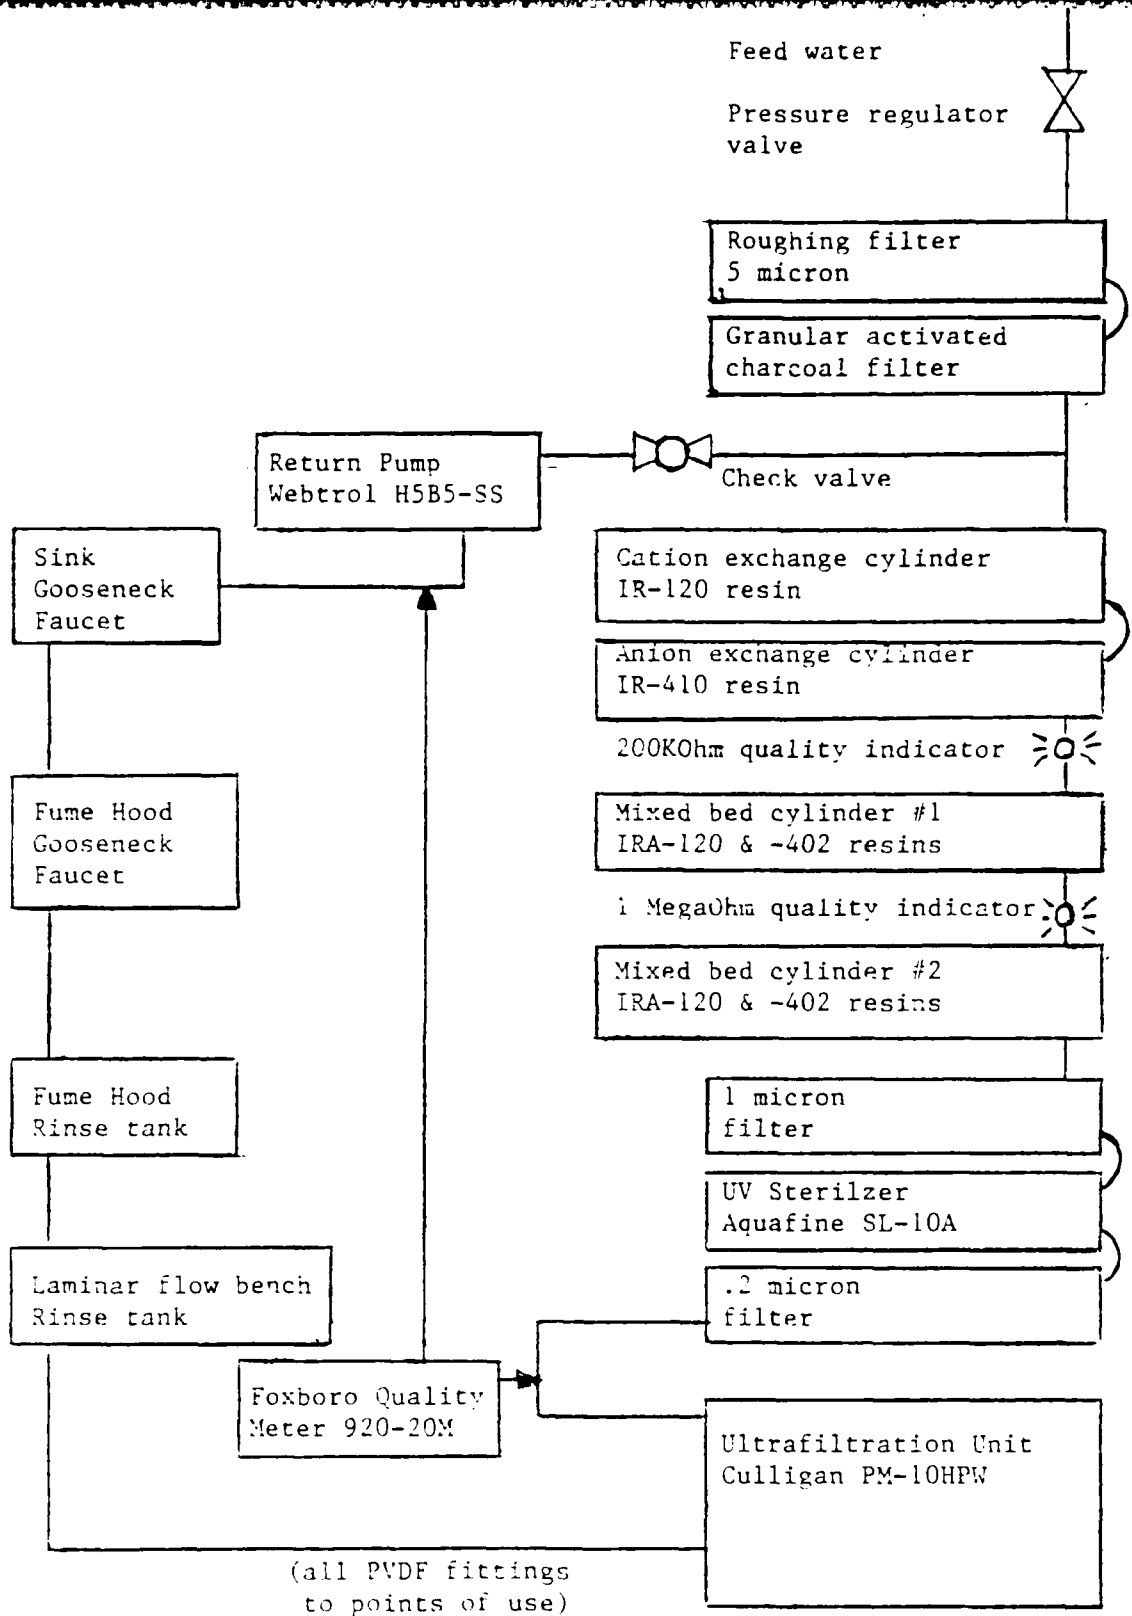 Feed water
Pressure regulator
valve
Roughing filter
5 micron
Granular activated
charcoal filter
Return Pump
Webtrol H5B5-SS
Check valve
Sink
Gooseneck
Faucet
Cation exchange cylinder
IR-120 resin
Anion exchange cylinder
IR-410 resin
200KOhm quality indicator
Fume Hood
Gooseneck
Faucet
Mixed bed cylinder #1
IRA-120 & -402 resins
1 MegaOhm quality indicator
Mixed bed cylinder #2
IRA-120 & -402 resins
Fume Hood
Rinse tank
1 micron
filter
UV Sterilzer
Aquafine SL-10A
Laminar flow bench
Rinse tank
.2 micron
filter
Foxboro Quality
Meter 920-20M
Ultrafiltration Unit
Culligan PM-10HPW
(all PVDF fittings
to points of use)